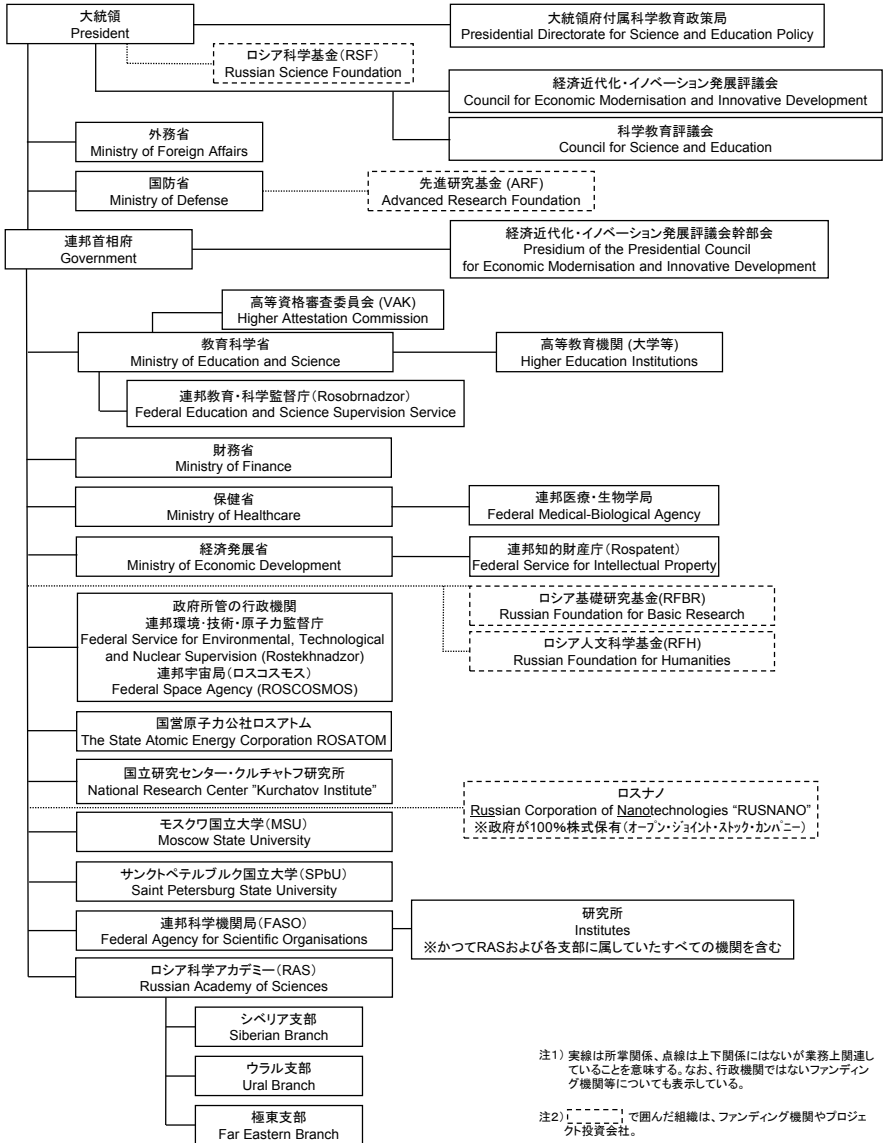 大統領
President
大統領府付属科学教育政策局
Presidential Directorate for Science and Education Policy
ロシア科学基金(RSF)
Russian Science Foundation
経済近代化・イノベーション発展評議会
Council for Economic Modernisation and Innovative Development
科学教育評議会
Council for Science and Education
外務省
Ministry of Foreign Affairs
国防省
Ministry of Defense
先進研究基金 (ARF)
Advanced Research Foundation
連邦首相府
Government
経済近代化・イノベーション発展評議会幹部会
Presidium of the Presidential Council
for Economic Modernisation and Innovative Development
高等資格審査委員会 (VAK)
Higher Attestation Commission
教育科学省
Ministry of Education and Science
高等教育機関 (大学等)
Higher Education Institutions
連邦教育・科学監督庁(Rosobrnadzor)
Federal Education and Science Supervision Service
財務省
Ministry of Finance
保健省
Ministry of Healthcare
連邦医療・生物学局
Federal Medical-Biological Agency
経済発展省
Ministry of Economic Development
連邦知的財産庁(Rospatent)
Federal Service for Intellectual Property
ロシア基礎研究基金(RFBR)
Russian Foundation for Basic Research
ロシア人文科学基金(RFH)
Russian Foundation for Humanities
政府所管の行政機関
連邦環境・技術・原子力監督庁
Federal Service for Environmental, Technological
and Nuclear Supervision (Rostekhnadzor)
連邦宇宙局(ロスコスモス)
Federal Space Agency (ROSCOSMOS)
国営原子力公社ロスアトム
The State Atomic Energy Corporation ROSATOM
国立研究センター・クルチャトフ研究所
National Research Center ”Kurchatov Institute”
ロスナノ
Russian Corporation of Nanotechnologies “RUSNANO”
※政府が100%株式保有(オープン・ジョイント・ストック・カンパニー)
モスクワ国立大学(MSU)
Moscow State University
サンクトペテルブルク国立大学(SPbU)
Saint Petersburg State University
連邦科学機関局(FASO)
Federal Agency for Scientific Organisations
研究所
Institutes
※かつてRASおよび各支部に属していたすべての機関を含む
ロシア科学アカデミー(RAS)
Russian Academy of Sciences
シベリア支部
Siberian Branch
ウラル支部
Ural Branch
極東支部
Far Eastern Branch
注1) 実線は所掌関係、点線は上下関係にはないが業務上関連し
ていることを意味する。なお、行政機関ではないファンディン
グ機関等についても表示している。
注2) で囲んだ組織は、ファンディング機関やプロジェ
クト投資会社。